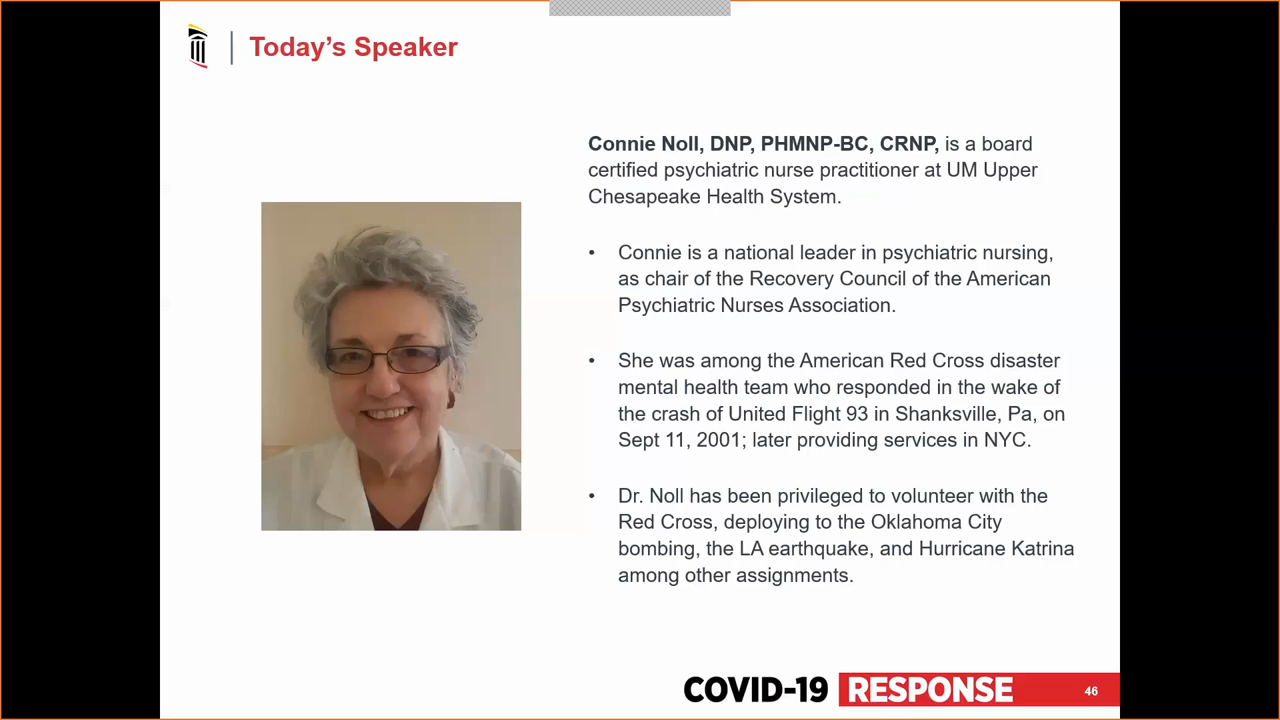 Today’s Speaker
Connie Noll, DNP, PHMNP-BC, CRNP, is a board
certified psychiatric nurse practitioner at UM Upper
Chesapeake Health System.
• Connie is a national leader in psychiatric nursing,
as chair of the Recovery Council of the American
Psychiatric Nurses Association.
• She was among the American Red Cross disaster
mental health team who responded in the wake of
the crash of United Flight 93 in Shanksville, Pa, on
Sept 11, 2001; later providing services in NYC.
• Dr. Noll has been privileged to volunteer with the
Red Cross, deploying to the Oklahoma City
bombing, the LA earthquake, and Hurricane Katrina
among other assignments.
COVID-19 RESPONSE 46